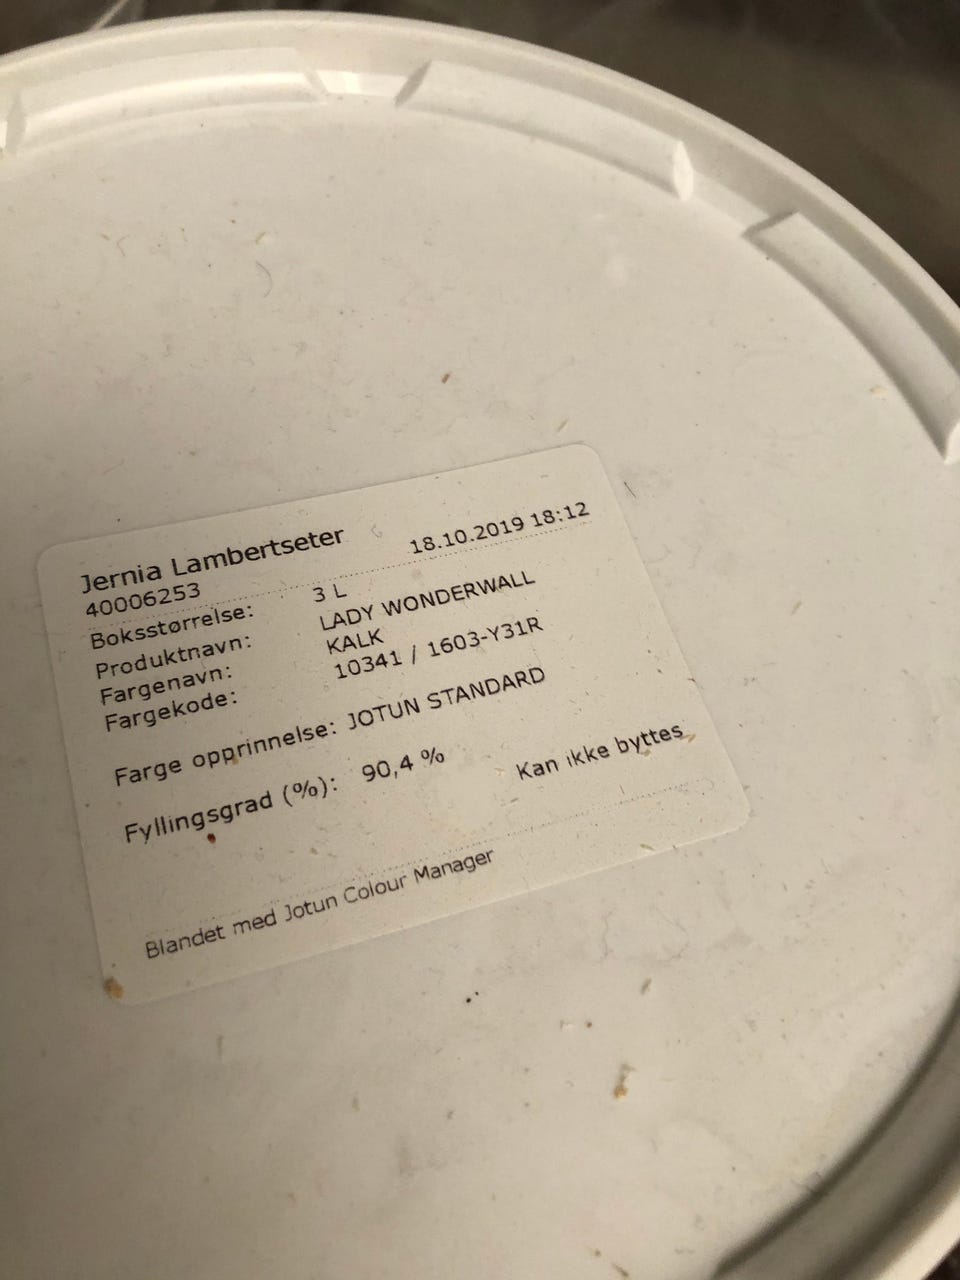 Jernia Lambertseter
18.10.2019 18:12
40006253
Boksstørrelse: 3 L
Produktnavn: LADY WONDERWALL
Fargenavn: KALK
Fargekode: 10341 / 1603-Y31R
Farge opprinnelse: JOTUN STANDARD
Fyllingsgrad (%): 90,4 %
Kan ikke byttes
Blandet med Jotun Colour Manager